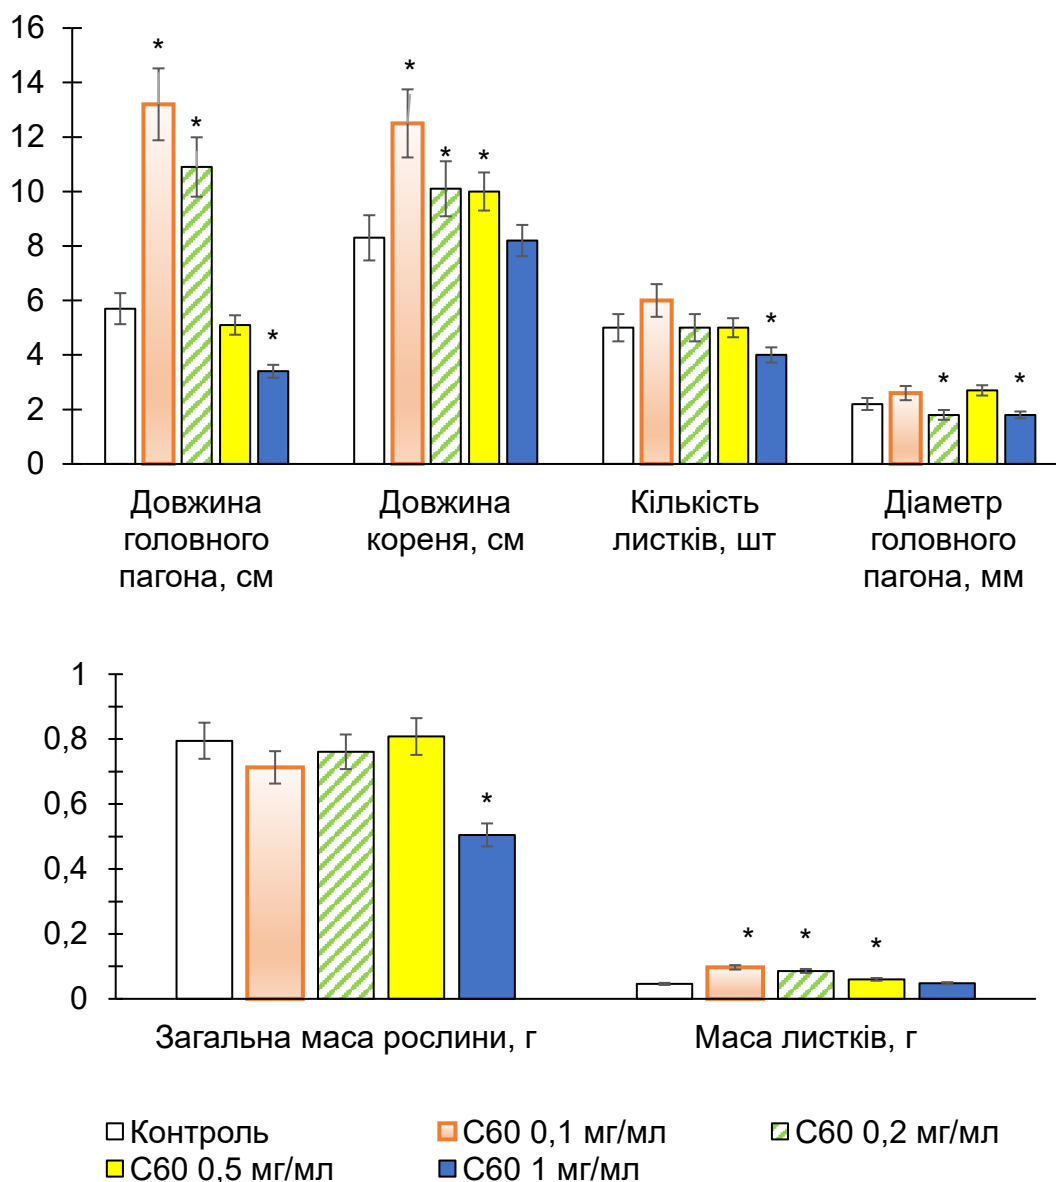 16
14
12
10
8
6
4
2
0
* * * * * * * * *
Довжина головного пагона, см
Довжина кореня, см
Кількість листків, шт
Діаметр головного пагона, мм
1
0,8
0,6
0,4
0,2
0
* * * *
Загальна маса рослини, г
Маса листків, г
Контроль
С60 0,1 мг/мл
С60 0,2 мг/мл
С60 0,5 мг/мл
С60 1 мг/мл